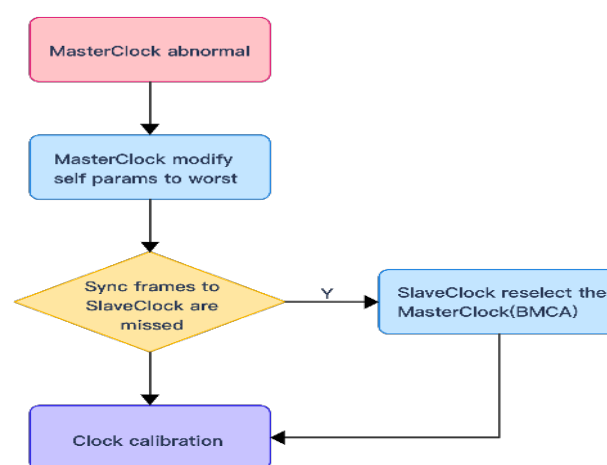 MasterClock abnormal
MasterClock modify
self params to worst
Sync frames to
SlaveClock are
missed
Y
SlaveClock reselect the
MasterClock(BMCA)
Clock calibration